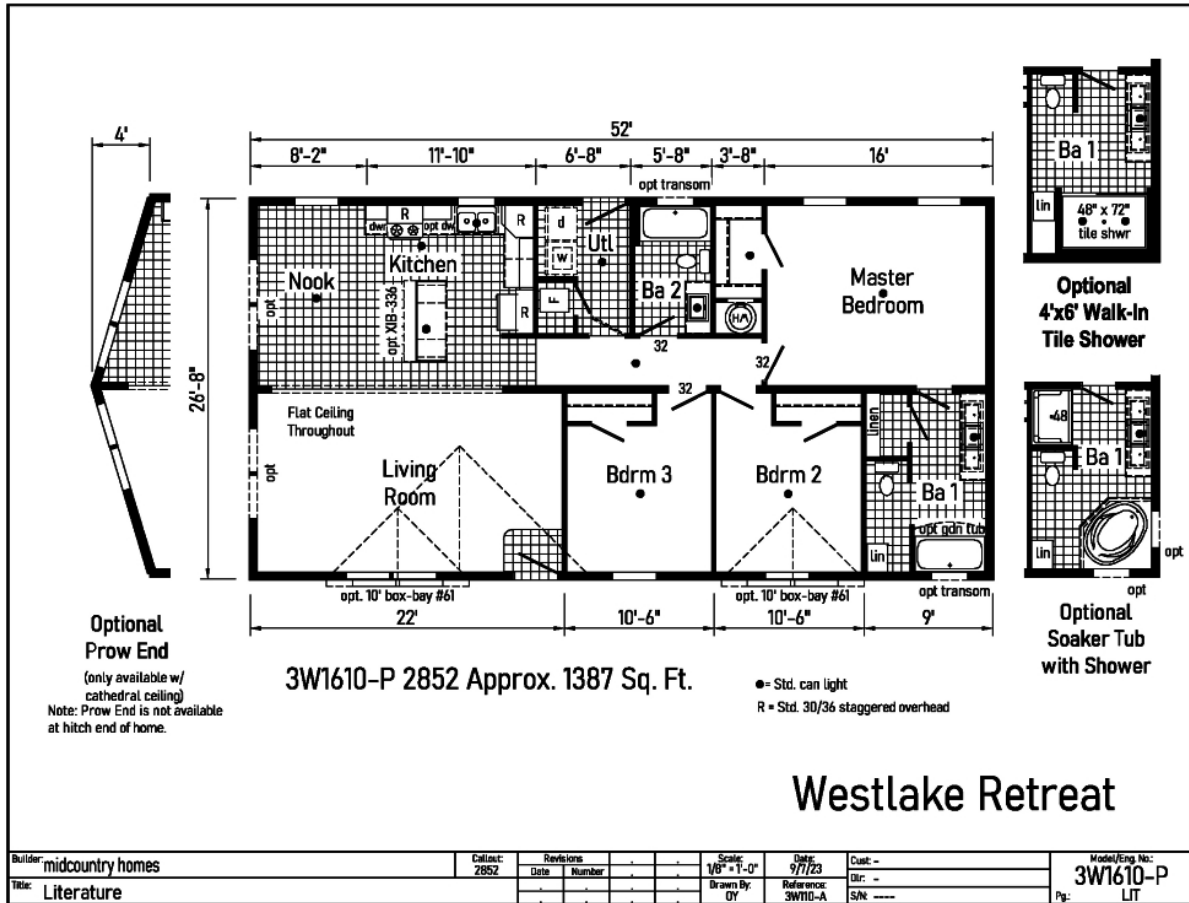 4'
52'
8'-2"
11'-10"
6'-8"
5'-8"
3'-8"
16'
opt transom
26'-8"
R
dwr
opt dw
R
d
w
Utl
Kitchen
Nook
opt
opt XIB-336
R
F
Ba 2
32
Master
Bedroom
32
32
Flat Ceiling
Throughout
opt
Living
Room
Bdrm 3
Bdrm 2
linen
Ba 1
opt gdn tub
lin
opt. 10' box-bay #61
opt. 10' box-bay #61
opt transom
22'
10'-6"
10'-6"
9'
Ba 1
lin
48" x 72"
tile shwr
Optional
4'x6' Walk-In
Tile Shower
48
Ba 1
lin
opt
opt
Optional
Soaker Tub
with Shower
Optional
Prow End
(only available w/
cathedral ceiling)
Note: Prow End is not available
at hitch end of home.
3W1610-P 2852 Approx. 1387 Sq. Ft.
●= Std. can light
R = Std. 30/36 staggered overhead
Westlake Retreat
Builder: midcountry homes
Title: Literature
Callout:
2852
Revisions
Date Number
Scale:
1/8" = 1'-0"
Drawn By:
OY
Date:
9/7/23
Reference:
3W110-A
Cust: -
Dlr: -
S/N: ----
Model/Eng. No.:
3W1610-P
Pg.: LIT